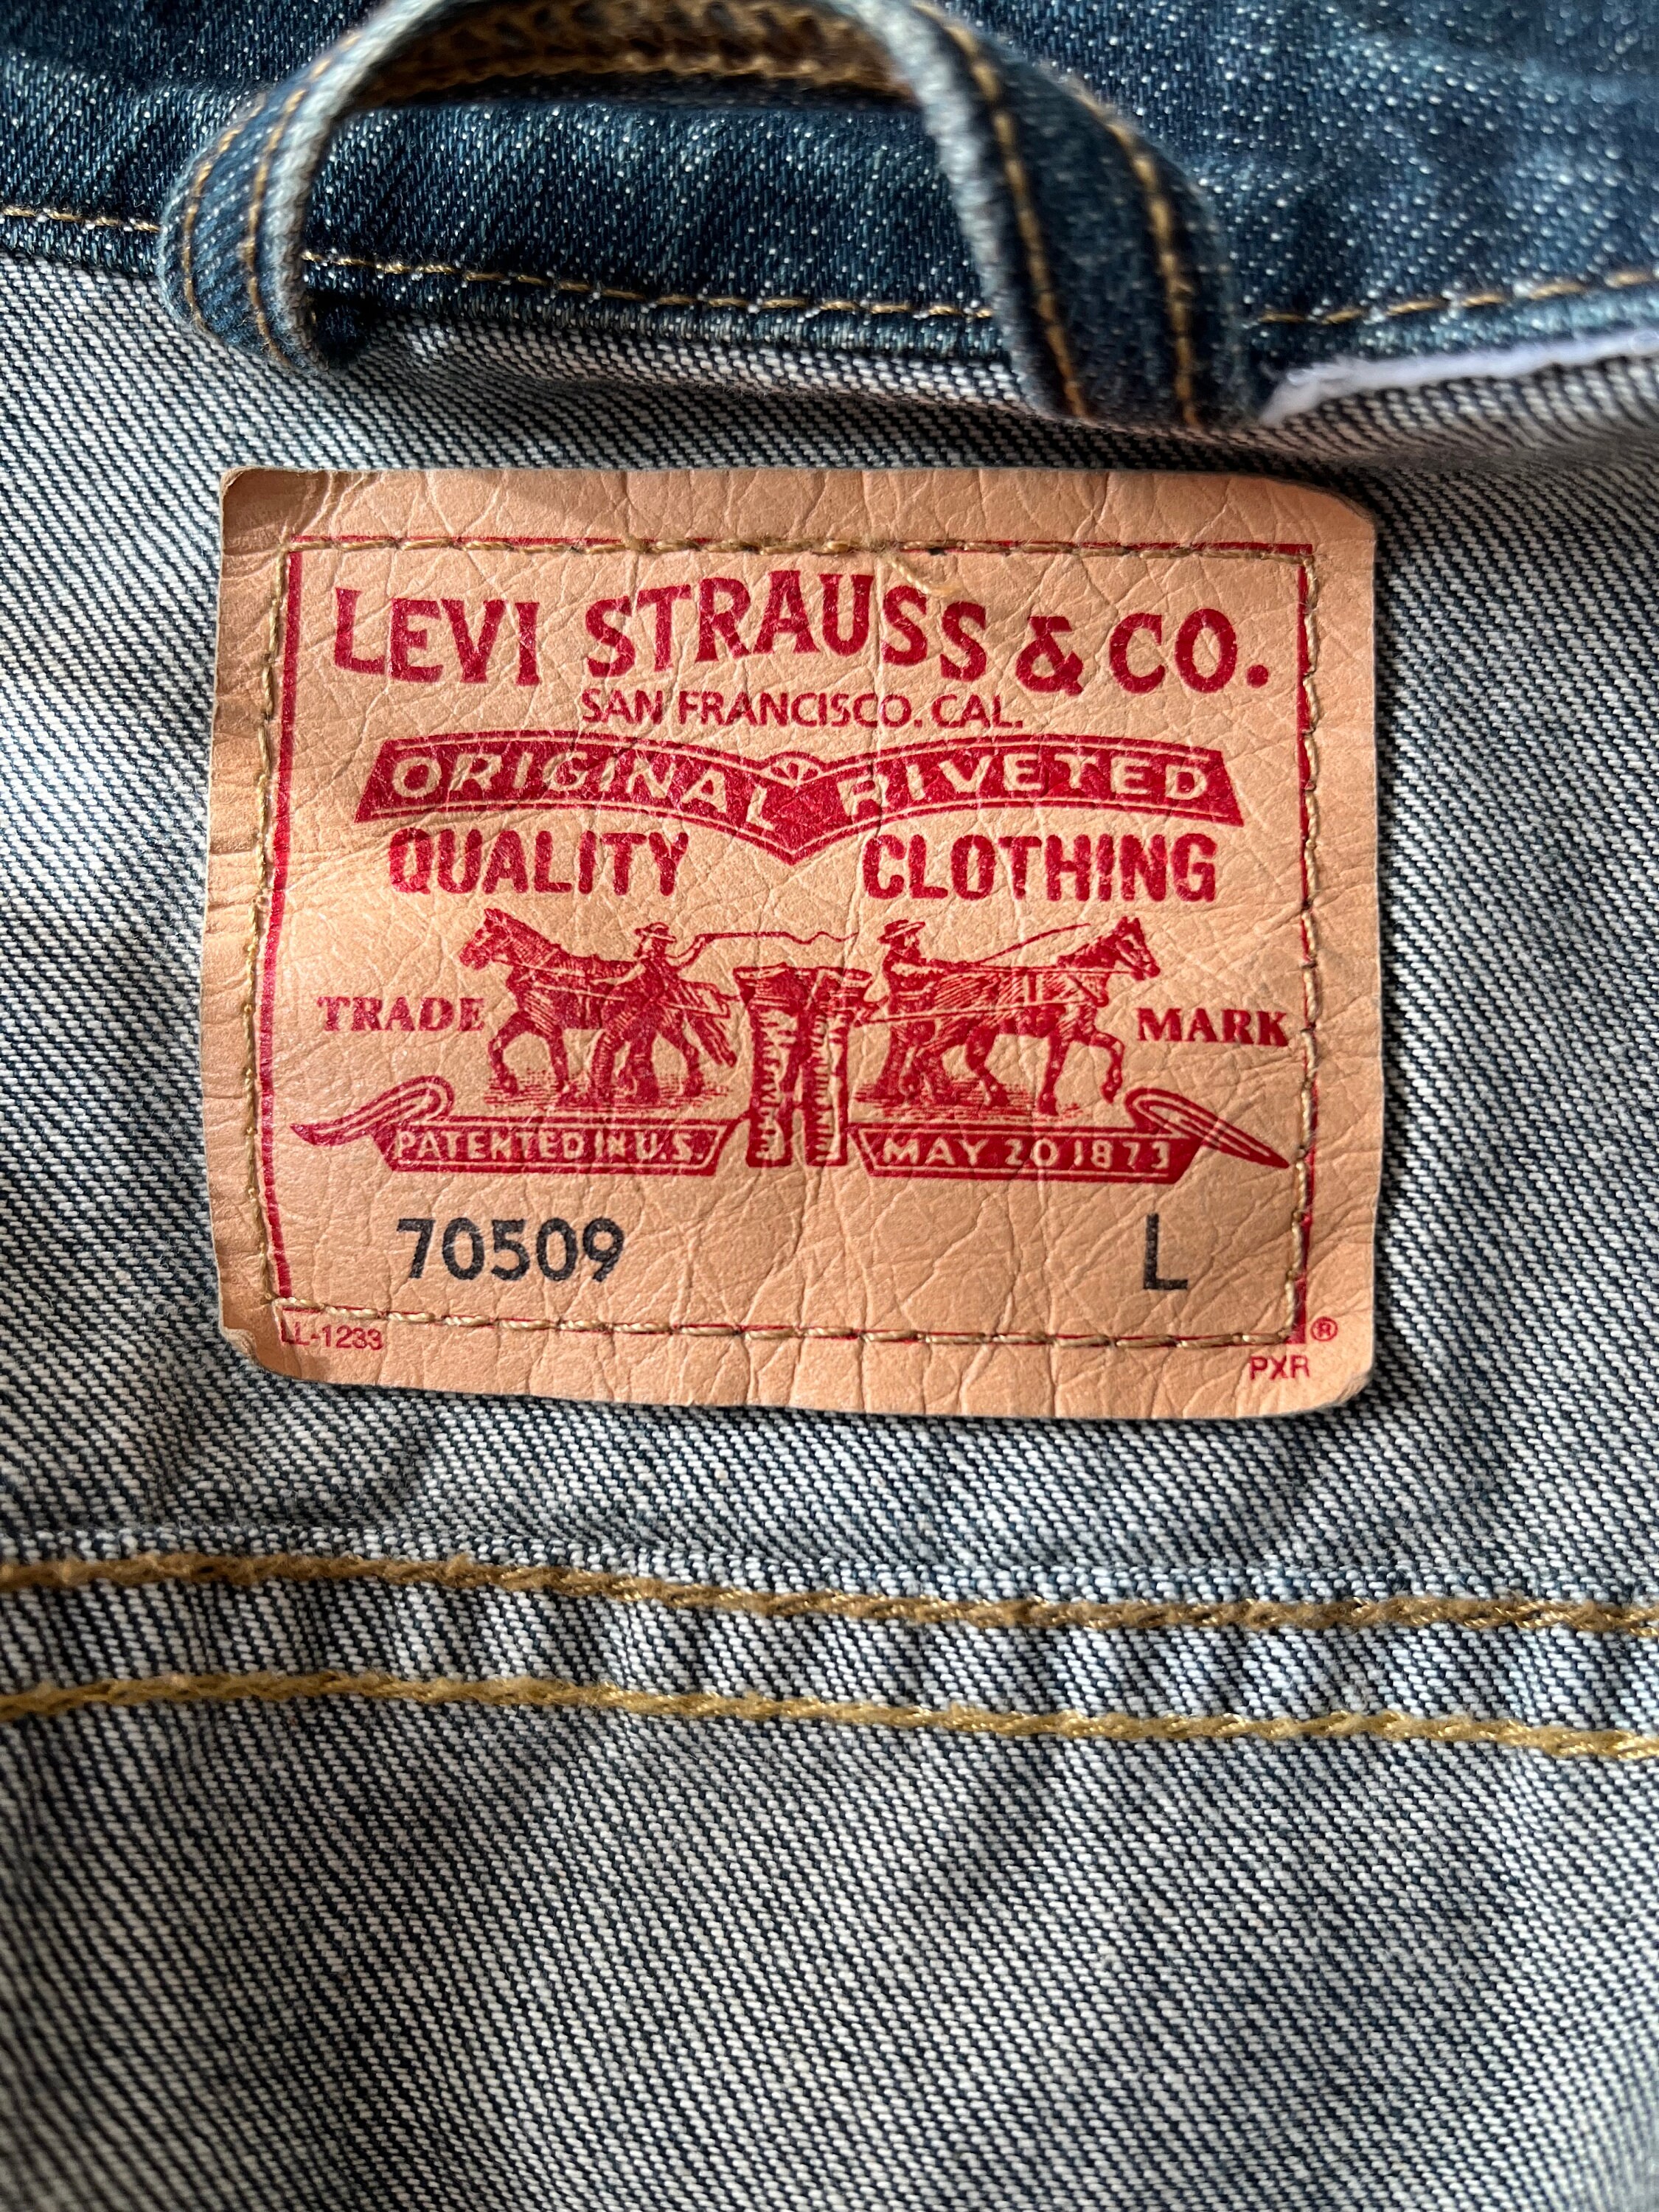 LEVI STRAUSS & CO.
SAN FRANCISCO. CAL.
ORIGINAL RIVETED
QUALITY CLOTHING
TRADE MARK
PATENTED IN U.S. MAY 20 1873
70509 L
LL-1233 ®
PXR